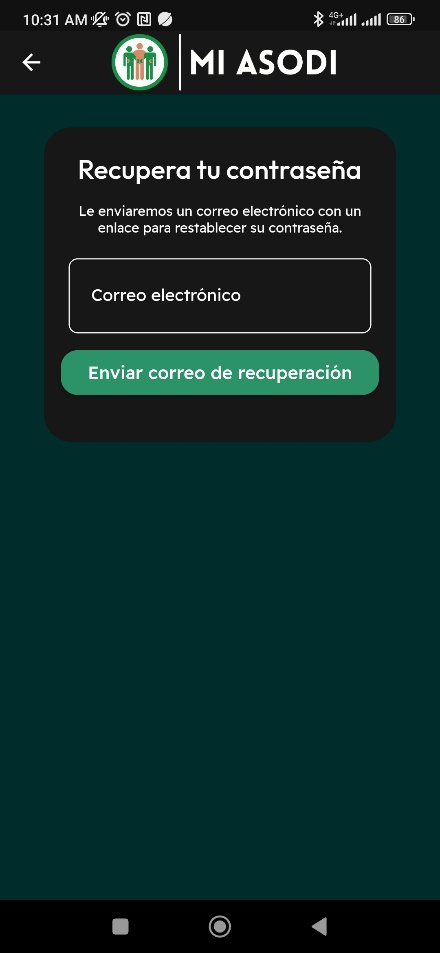 10:31 AM
4G+
86
MI ASODI
Recupera tu contraseña
Le enviaremos un correo electrónico con un
enlace para restablecer su contraseña.
Correo electrónico
Enviar correo de recuperación